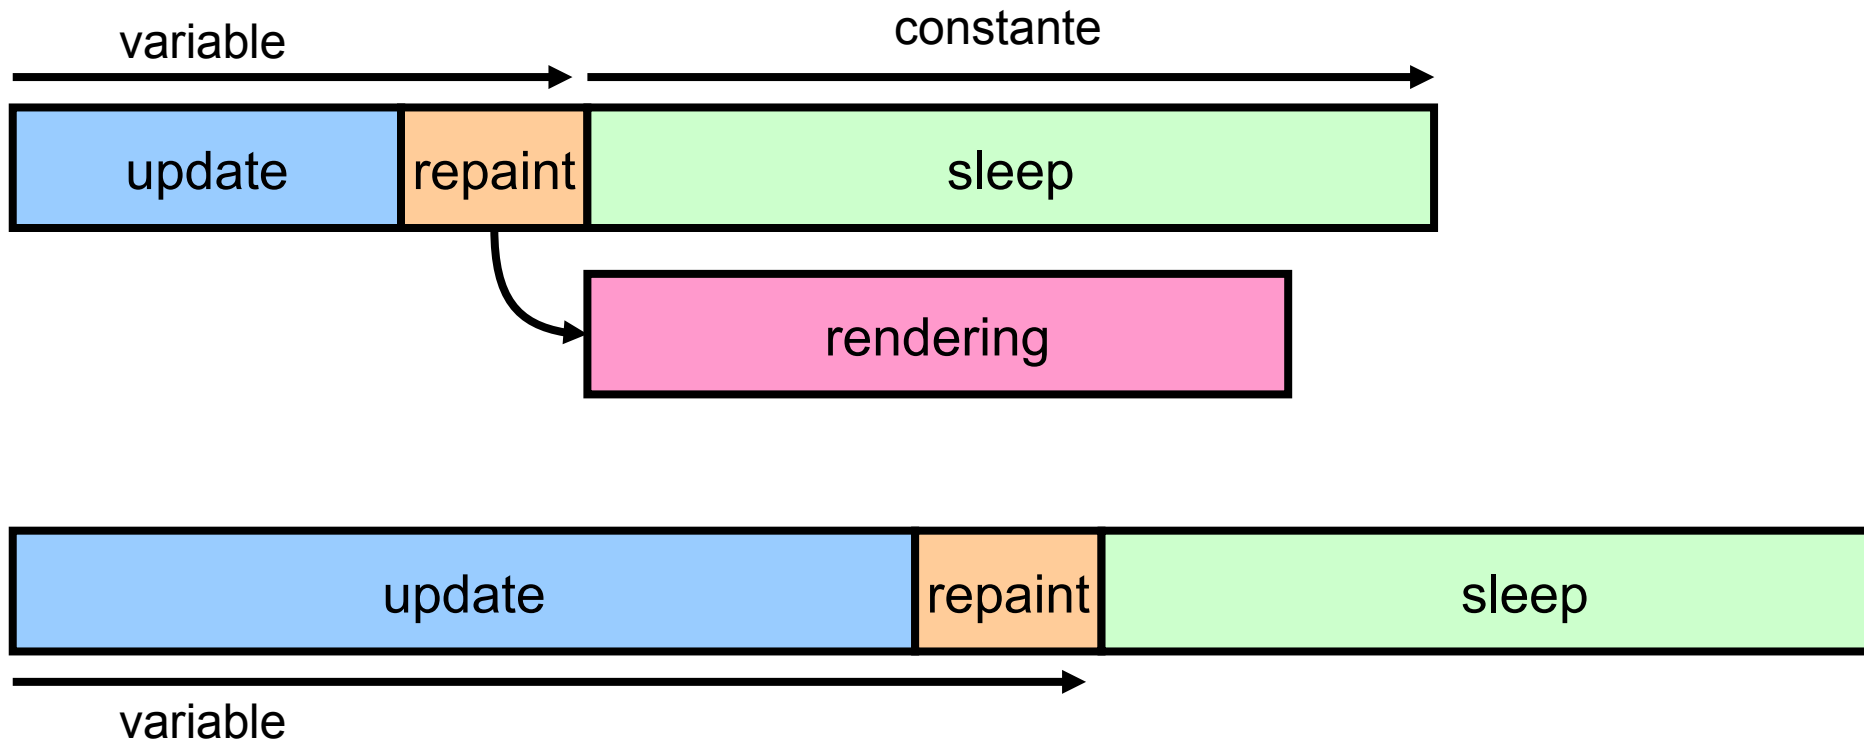 variable
constante
update
repaint
sleep
rendering
update
repaint
sleep
variable